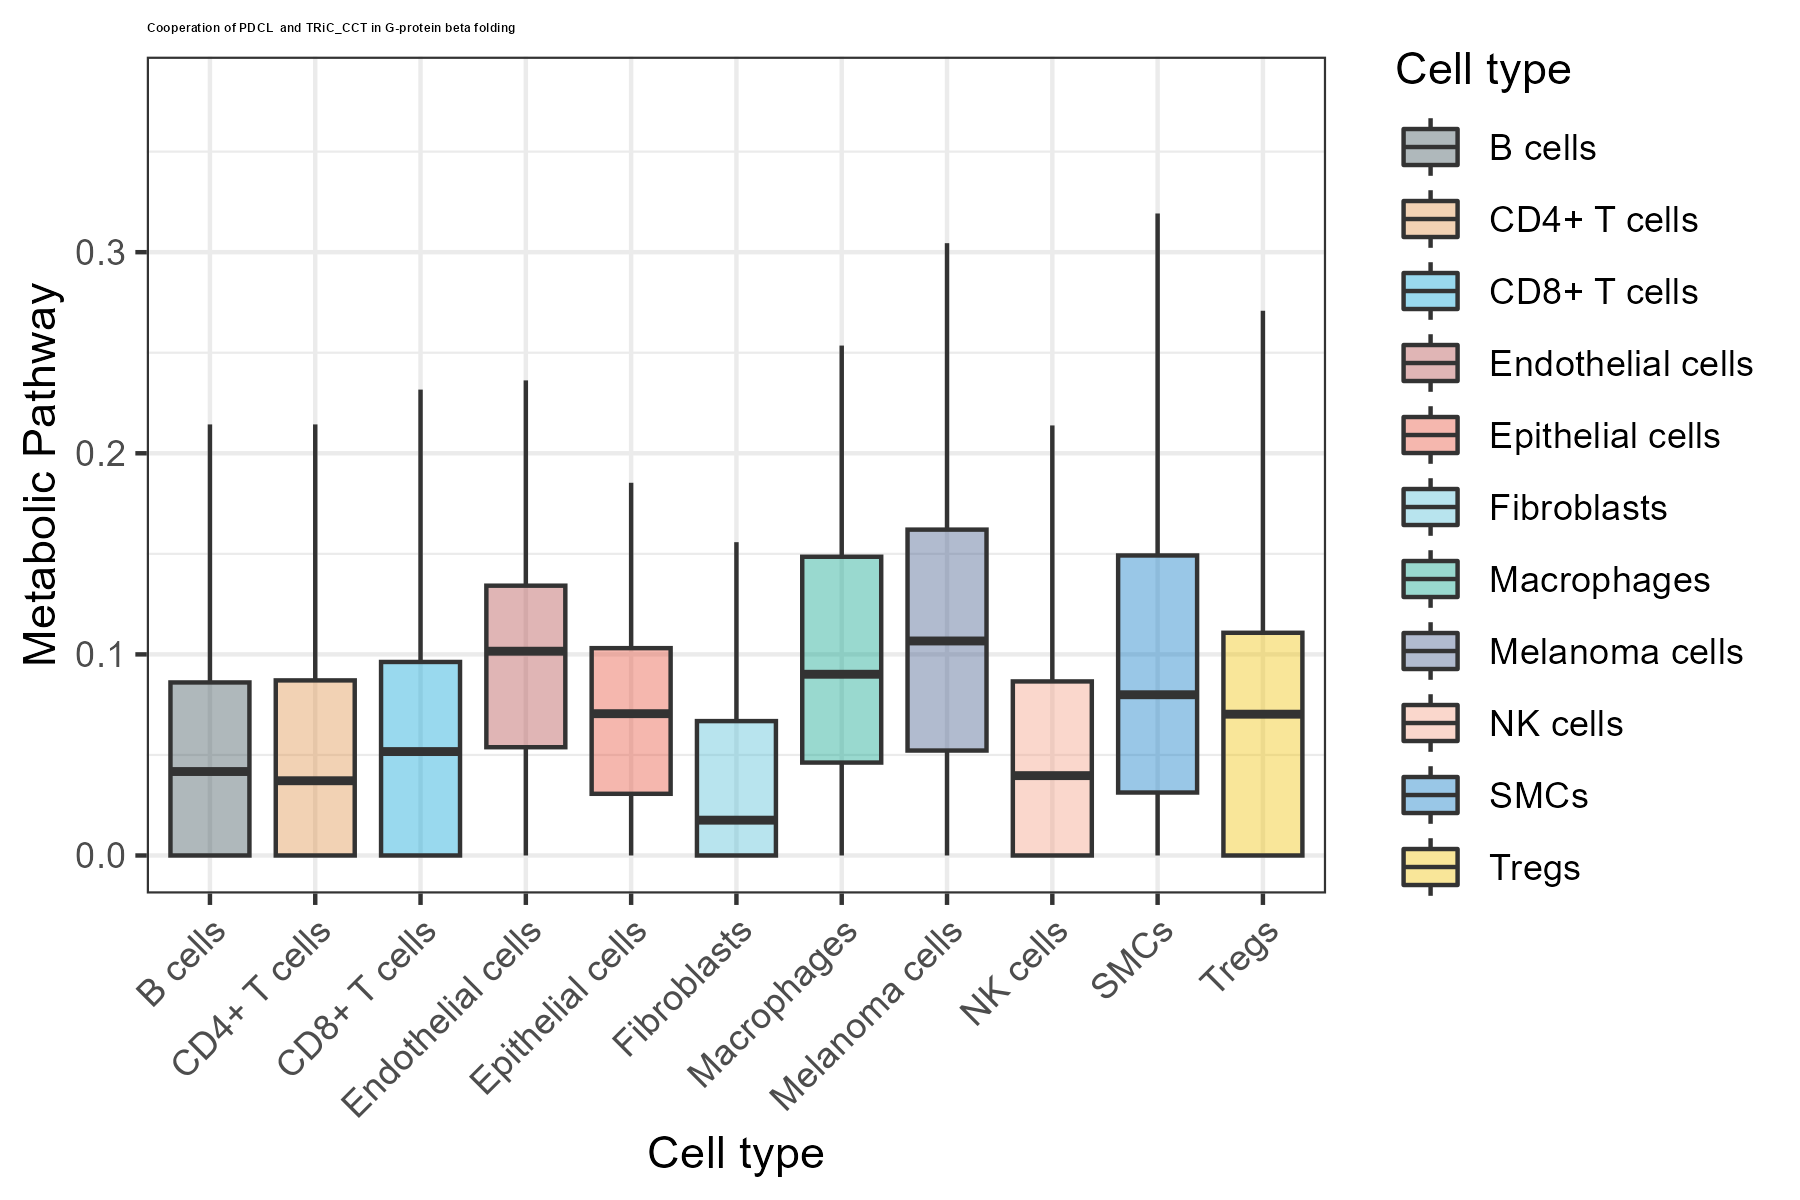 Cooperation of PDCL  and TRiC_CCT in G-protein beta folding
Metabolic Pathway
0.3
0.2
0.1
0.0
B cells
CD4+ T cells
CD8+ T cells
Endothelial cells
Epithelial cells
Fibroblasts
Macrophages
Melanoma cells
NK cells
SMCs
Tregs
Cell type
Cell type
B cells
CD4+ T cells
CD8+ T cells
Endothelial cells
Epithelial cells
Fibroblasts
Macrophages
Melanoma cells
NK cells
SMCs
Tregs